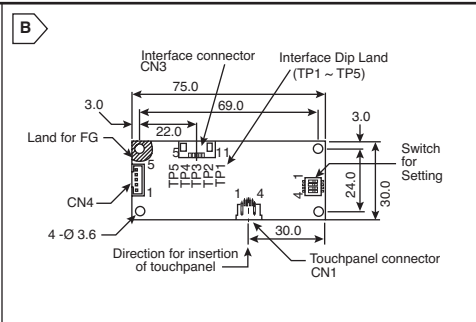 B
Interface connector
CN3
Interface Dip Land
(TP1 ~ TP5)
75.0
3.0
69.0
3.0
22.0
Land for FG
5
11
TP5
TP4
TP3
TP2
TP1
Switch
for
Setting
5
1
CN4
1 4
4 1
24.0
30.0
4 -Ø 3.6
30.0
Direction for insertion
of touchpanel
Touchpanel connector
CN1